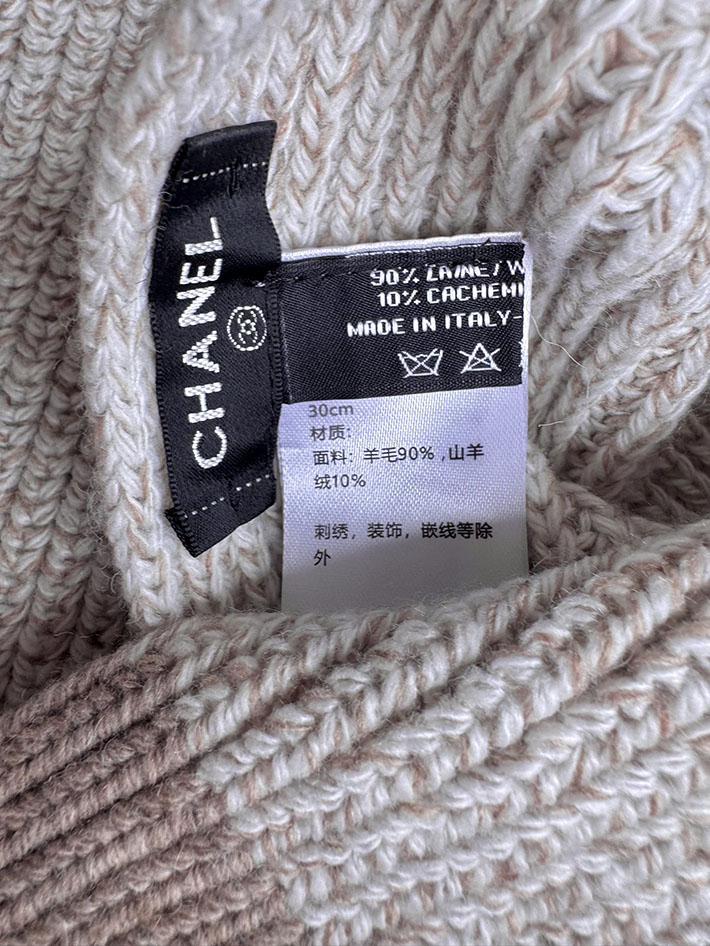 CHANEL
90% LAINE/W
10% CACHEMI
MADE IN ITALY-
30cm
材质:
面料: 羊毛90% ,山羊
绒10%
刺绣，装饰，嵌线等除
外